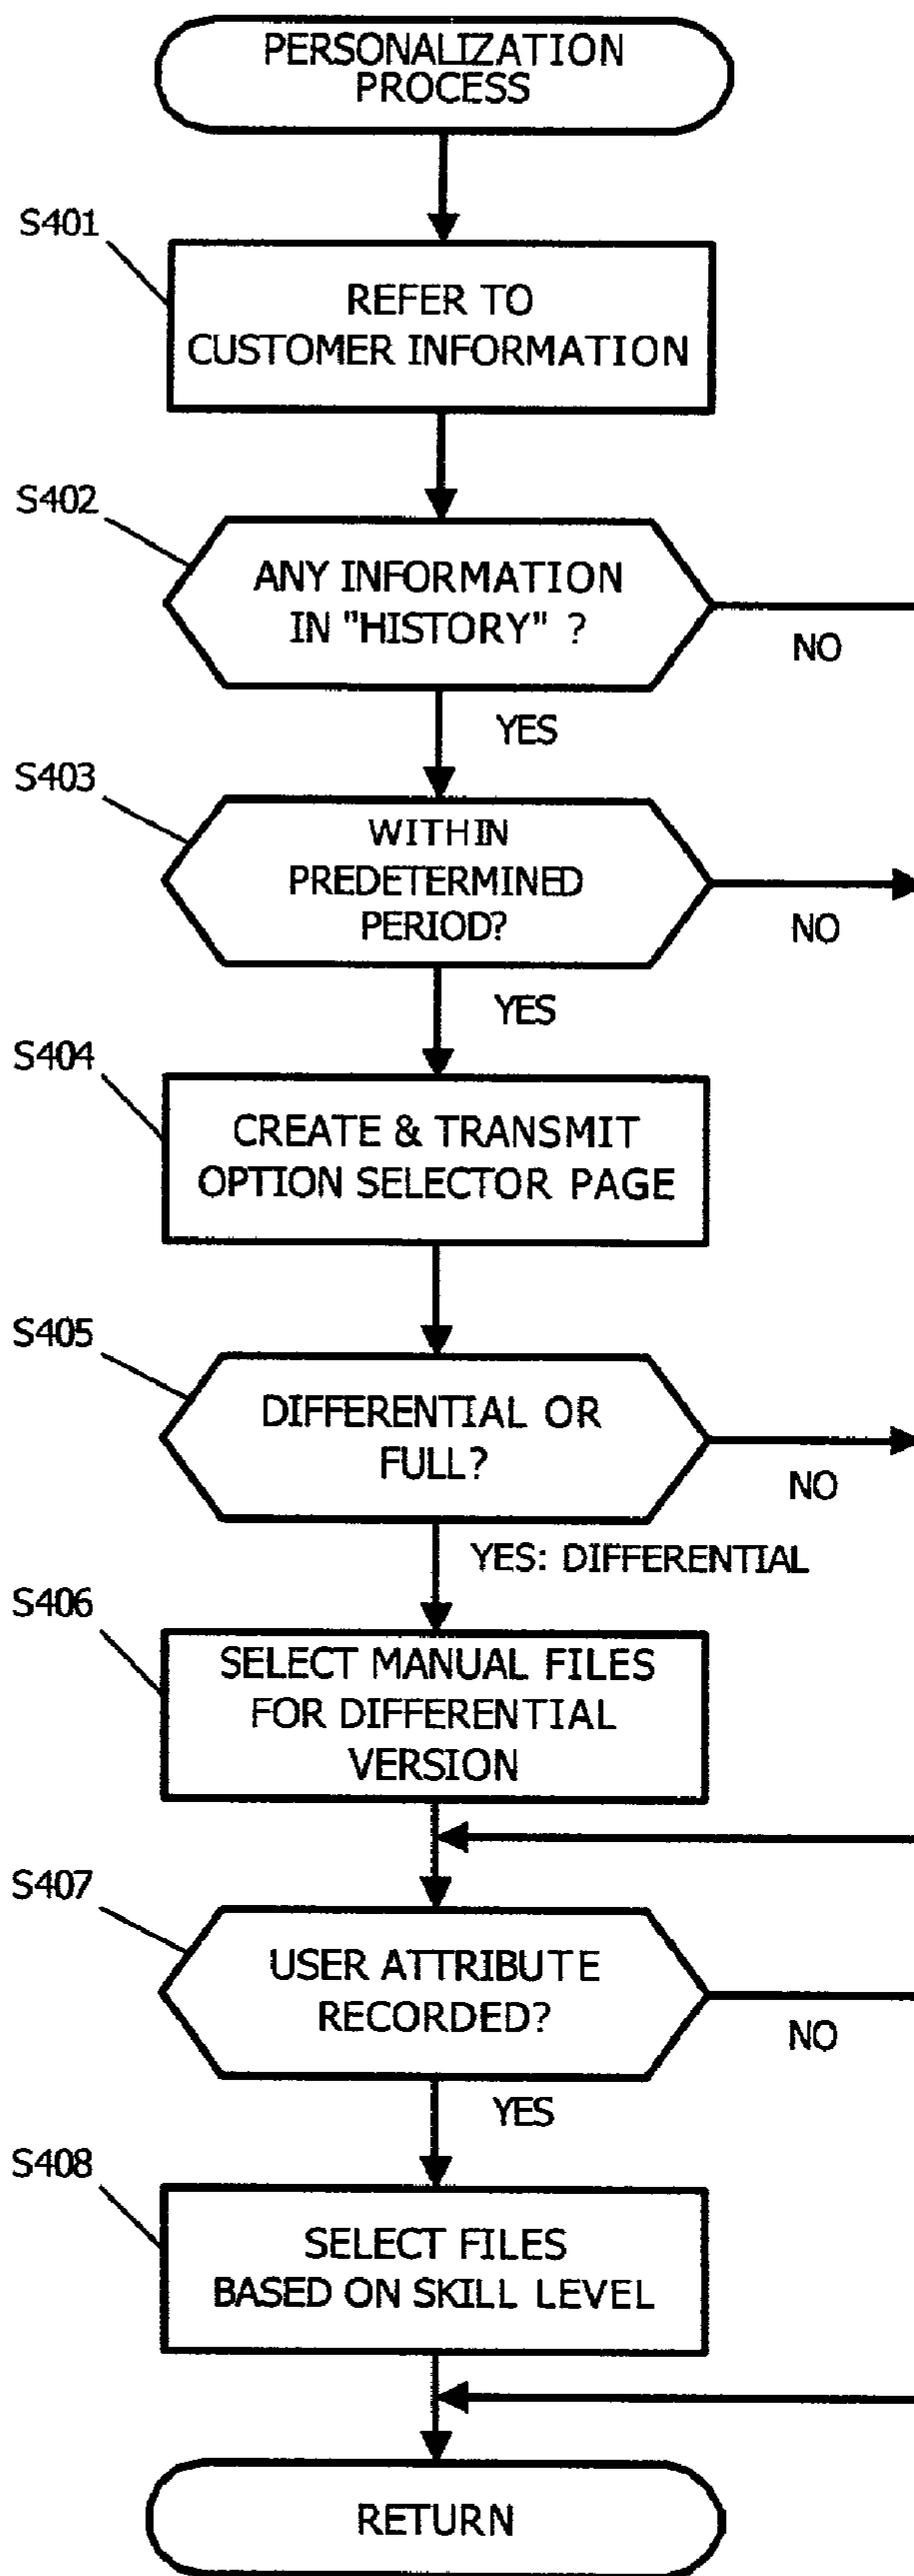 PERSONALIZATION
PROCESS
S401
REFER TO
CUSTOMER INFORMATION
S402
ANY INFORMATION
IN "HISTORY" ?
NO
YES
S403
WITHIN
PREDETERMINED
PERIOD?
NO
YES
S404
CREATE & TRANSMIT
OPTION SELECTOR PAGE
S405
DIFFERENTIAL OR
FULL?
NO
YES: DIFFERENTIAL
S406
SELECT MANUAL FILES
FOR DIFFERENTIAL
VERSION
S407
USER ATTRIBUTE
RECORDED?
NO
YES
S408
SELECT FILES
BASED ON SKILL LEVEL
RETURN